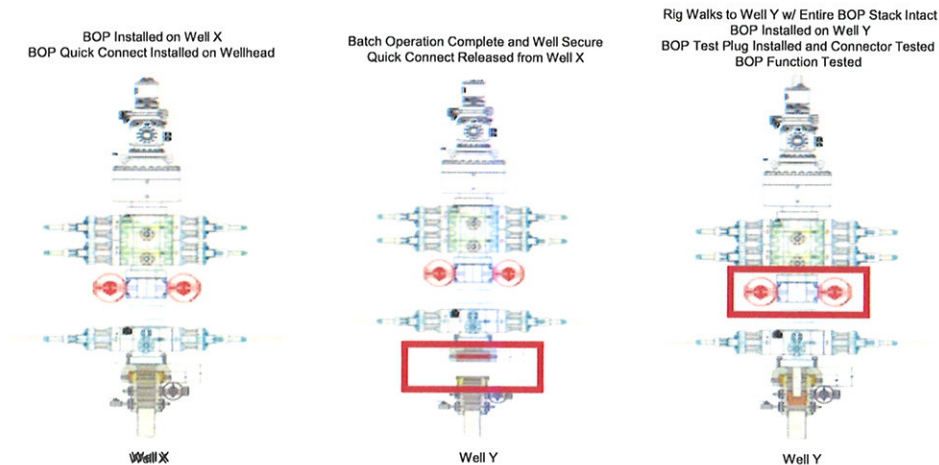 BOP Installed on Well X
BOP Quick Connect Installed on Wellhead
Batch Operation Complete and Well Secure
Quick Connect Released from Well X
Rig Walks to Well Y w/ Entire BOP Stack Intact
BOP Installed on Well Y
BOP Test Plug Installed and Connector Tested
BOP Function Tested
Well X
Well Y
Well Y